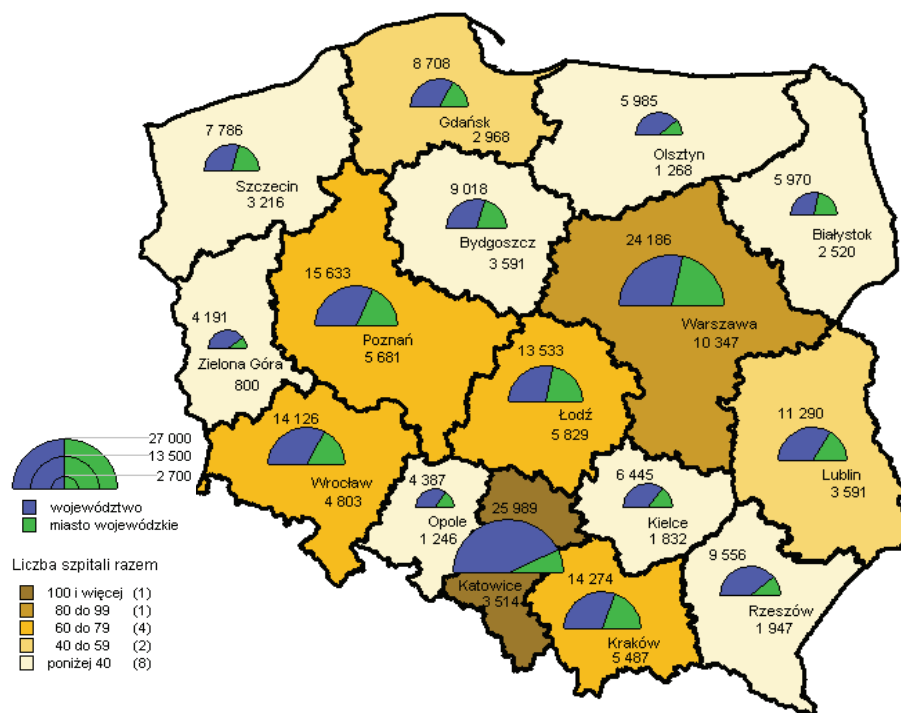 8 708
Gdańsk
2 968
5 985
Olsztyn
1 268
7 786
Szczecin
3 216
9 018
Bydgoszcz
3 591
5 970
Białystok
2 520
24 186
Warszawa
10 347
15 633
Poznań
5 681
4 191
Zielona Góra
800
13 533
Łódź
5 829
14 126
Wrocław
4 803
11 290
Lublin
3 591
4 387
Opole
1 246
25 989
Katowice
3 514
6 445
Kielce
1 832
14 274
Kraków
5 487
9 556
Rzeszów
1 947
27 000
13 500
2 700
województwo
miasto wojewódzkie
Liczba szpitali razem
100 i więcej (1)
80 do 99 (1)
60 do 79 (4)
40 do 59 (2)
poniżej 40 (8)